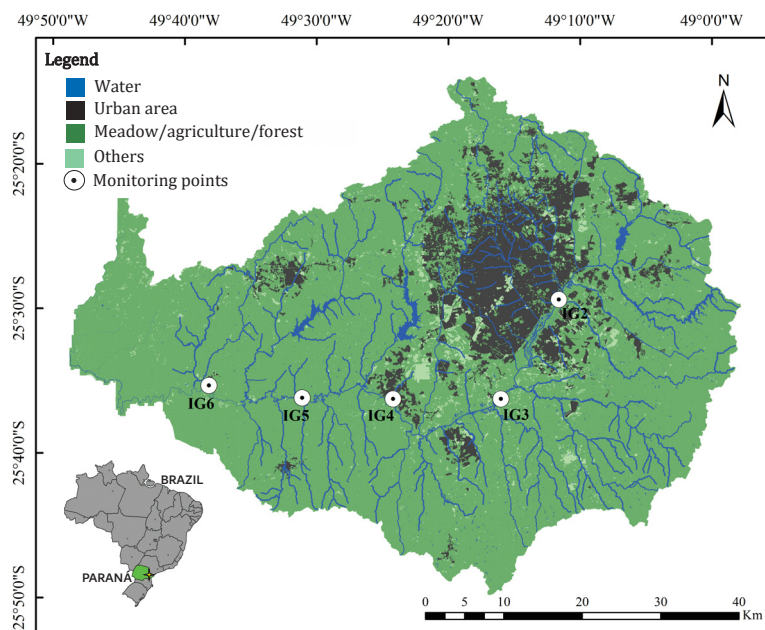 49°50'0"W 49°40'0"W 49°30'0"W 49°20'0"W 49°10'0"W 49°00'0"W
Legend
Water
Urban area
Meadow/agriculture/forest
Others
Monitoring points
N
25°20'0"S
25°30'0"S
25°40'0"S
25°50'0"S
IG2
IG6
IG5
IG4
IG3
BRAZIL
PARANÁ
0 5 10 20 30 40
Km